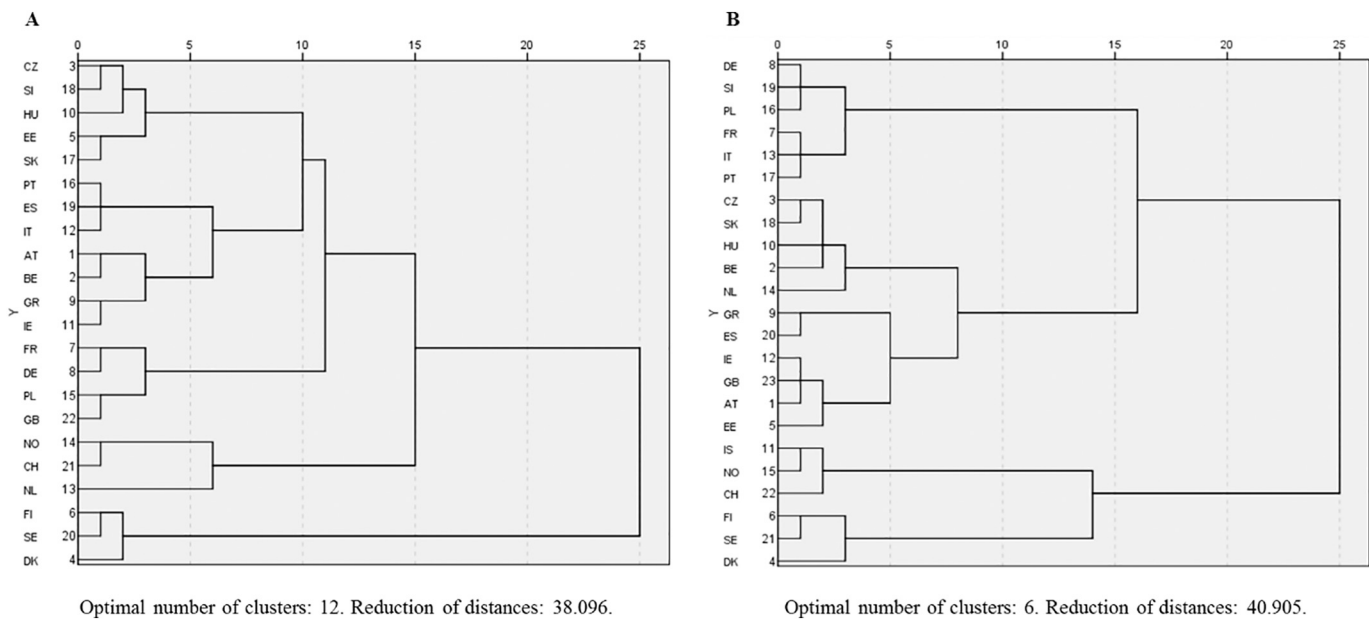 A
0 5 10 15 20 25
CZ 3
SI 18
HU 10
EE 5
SK 17
PT 16
ES 19
IT 12
AT 1
BE 2
GR 9
Y
IE 11
FR 7
DE 8
PL 15
GB 22
NO 14
CH 21
NL 13
FI 6
SE 20
DK 4
Optimal number of clusters: 12. Reduction of distances: 38.096.
B
0 5 10 15 20 25
DE 8
SI 19
PL 16
FR 7
IT 13
PT 17
CZ 3
SK 18
HU 10
BE 2
NL 14
Y
GR 9
ES 20
IE 12
GB 23
AT 1
EE 5
IS 11
NO 15
CH 22
FI 6
SE 21
DK 4
Optimal number of clusters: 6. Reduction of distances: 40.905.